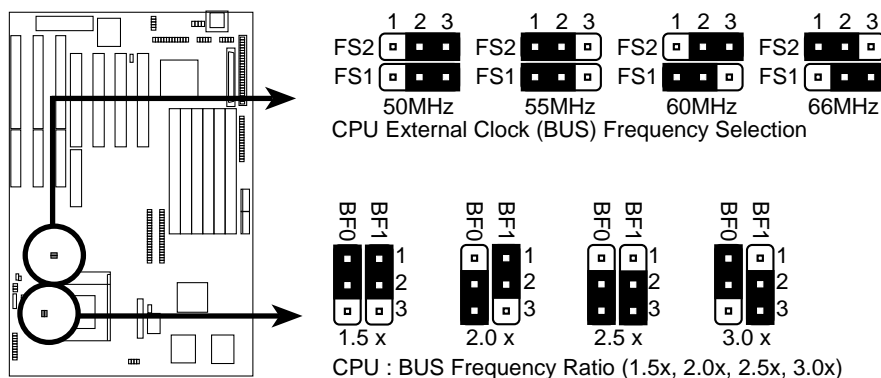 1 2 3 1 2 3 1 2 3 1 2 3
FS2 FS2 FS2 FS2
FS1 FS1 FS1 FS1
50MHz 55MHz 60MHz 66MHz
CPU External Clock (BUS) Frequency Selection
BF0 BF1 BF0 BF1 BF0 BF1 BF0 BF1
1 1 1 1
2 2 2 2
3 3 3 3
1.5 x 2.0 x 2.5 x 3.0 x
CPU : BUS Frequency Ratio (1.5x, 2.0x, 2.5x, 3.0x)